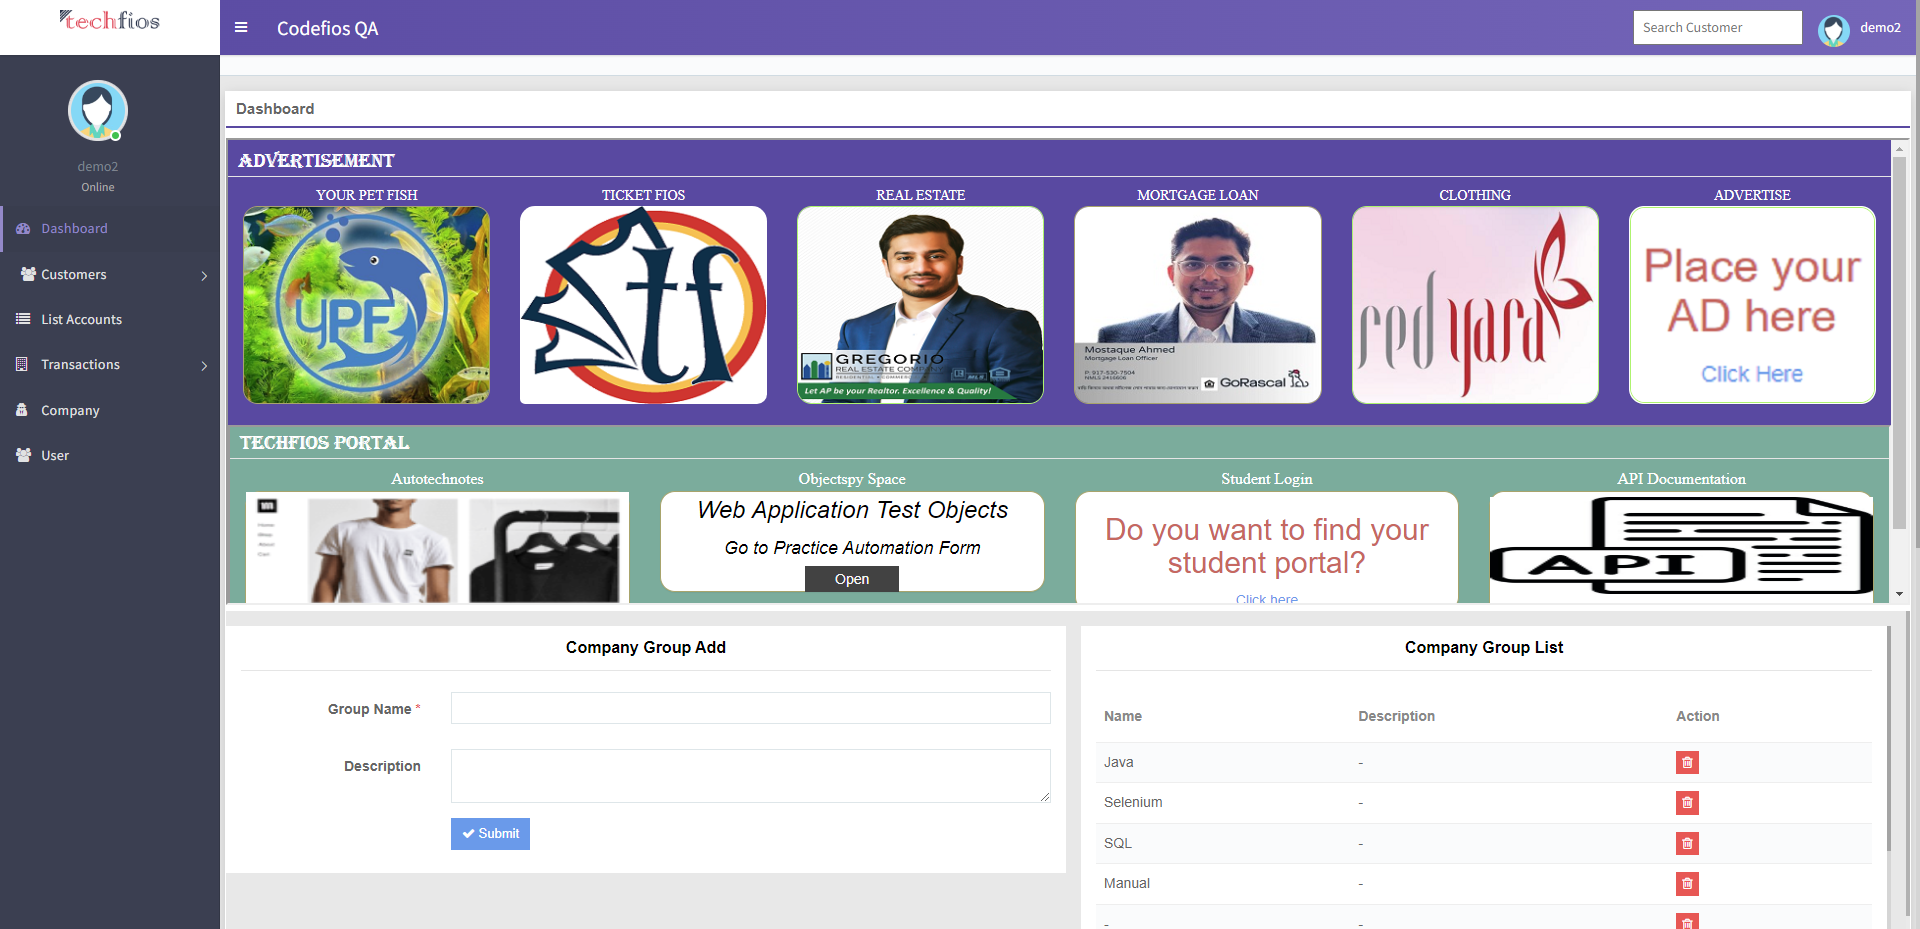 techfios
Codefios QA
Search Customer
demo2
demo2
Online
Dashboard
Customers
List Accounts
Transactions
Company
User
Dashboard
ADVERTISEMENT
YOUR PET FISH
TICKET FIOS
REAL ESTATE
MORTGAGE LOAN
CLOTHING
ADVERTISE
YPF
tf
GREGORIO
REAL ESTATE COMPANY
Let AP be your Realtor. Excellence & Quality!
Mostaque Ahmed
Mortgage Loan Officer
P: 917-530-7504
GoRascal
red yard
Place your
AD here
Click Here
TECHFIOS PORTAL
Autotechnotes
Objectspy Space
Student Login
API Documentation
Web Application Test Objects
Go to Practice Automation Form
Open
Do you want to find your
student portal?
Click here
API
Company Group Add
Group Name *
Description
Submit
Company Group List
Name Description Action
Java -
Selenium -
SQL -
Manual -
- -